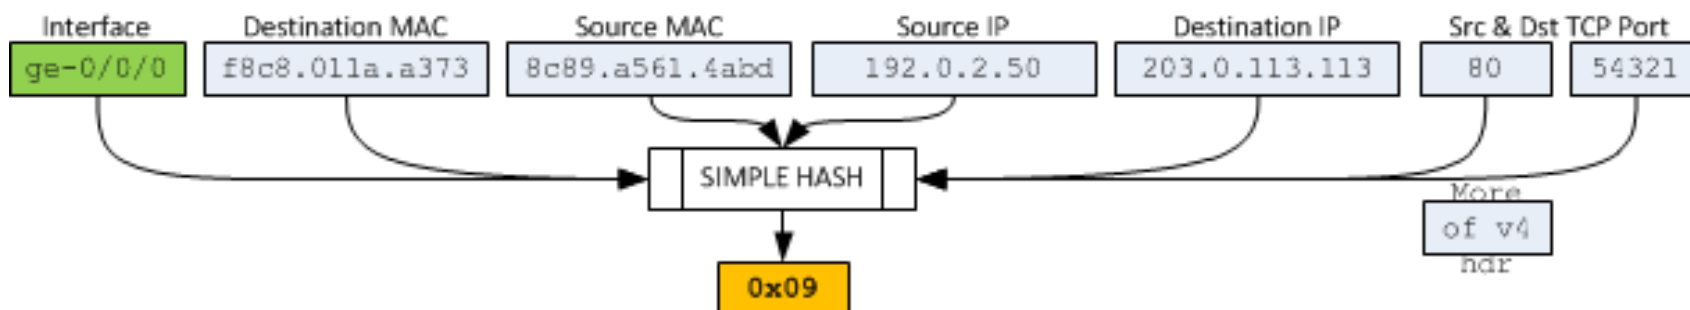 Interface Destination MAC Source MAC Source IP Destination IP Src & Dst TCP Port
ge-0/0/0 f8c8.011a.a373 8c89.a561.4abd 192.0.2.50 203.0.113.113 80 54321
SIMPLE HASH
More
of v4
hdr
0x09